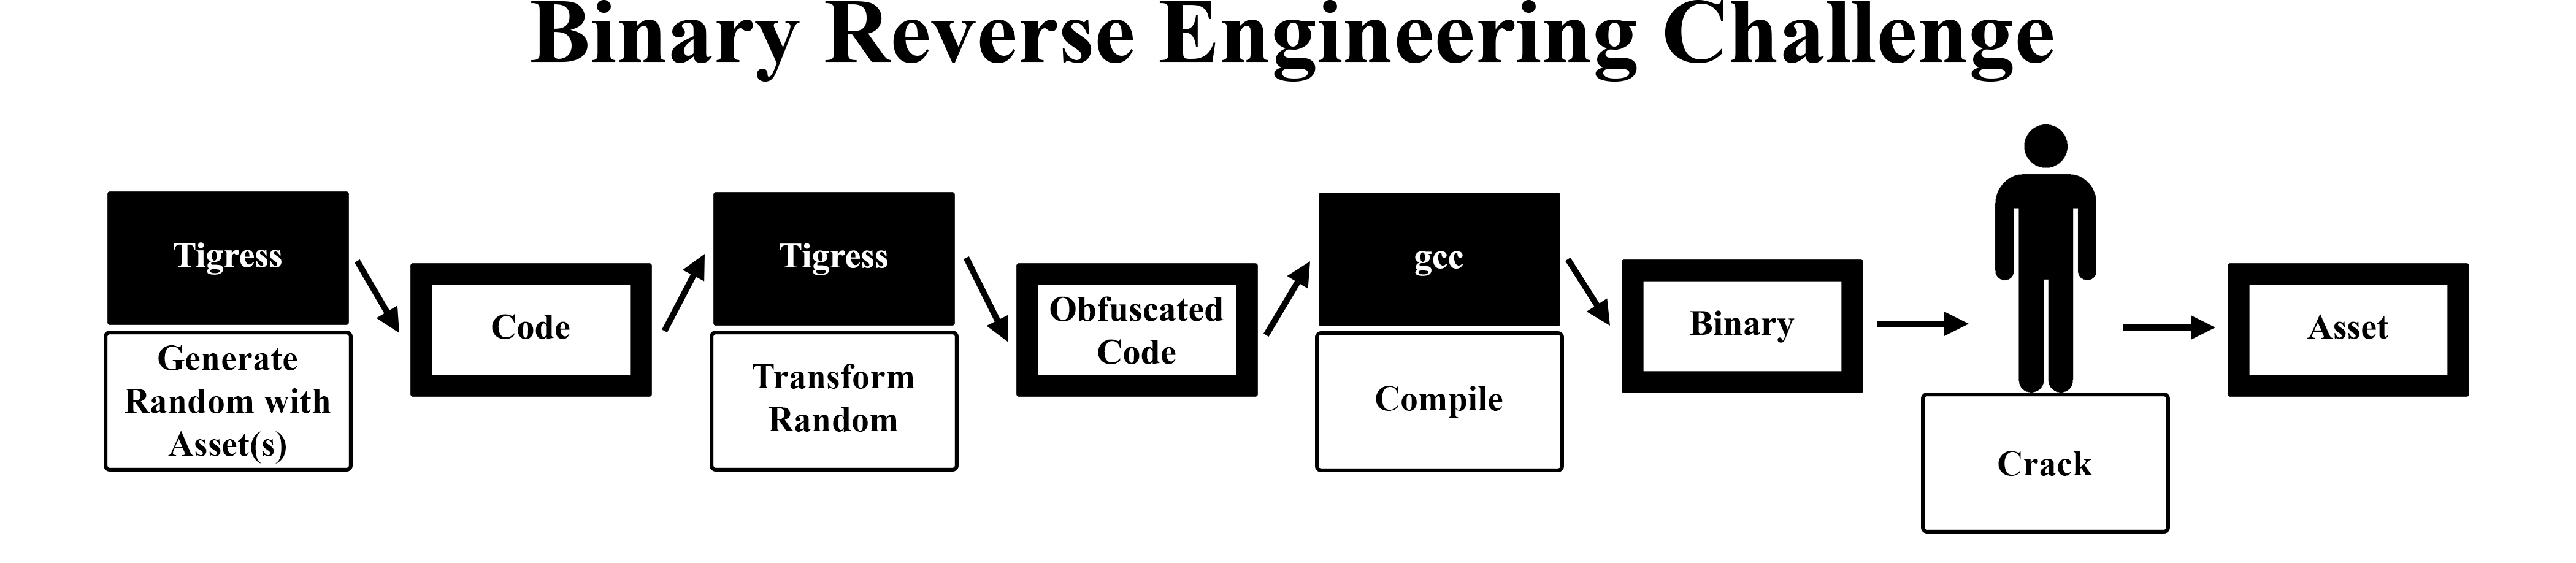 Binary Reverse Engineering Challenge
Tigress
Generate
Random with
Asset(s)
Code
Tigress
Transform
Random
Obfuscated
Code
gcc
Compile
Binary
Crack
Asset